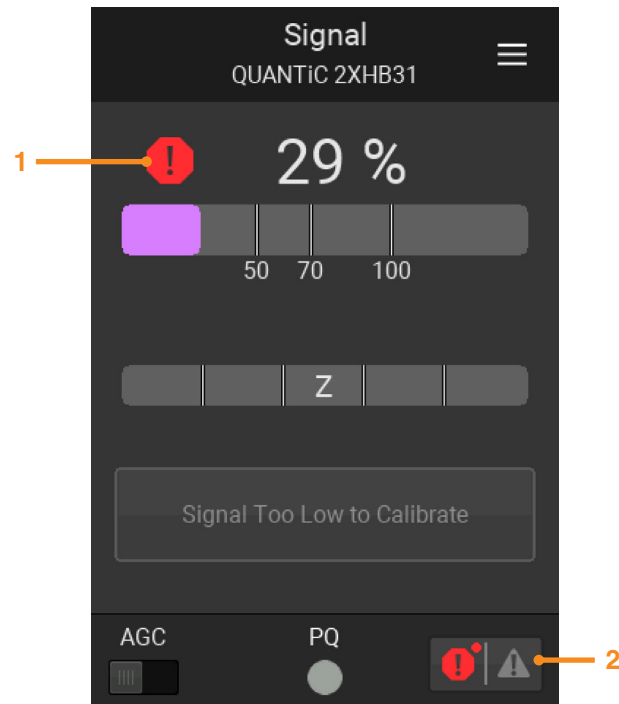 Signal
QUANTiC 2XHB31
1
29 %
50 70 100
Z
Signal Too Low to Calibrate
AGC
PQ
2